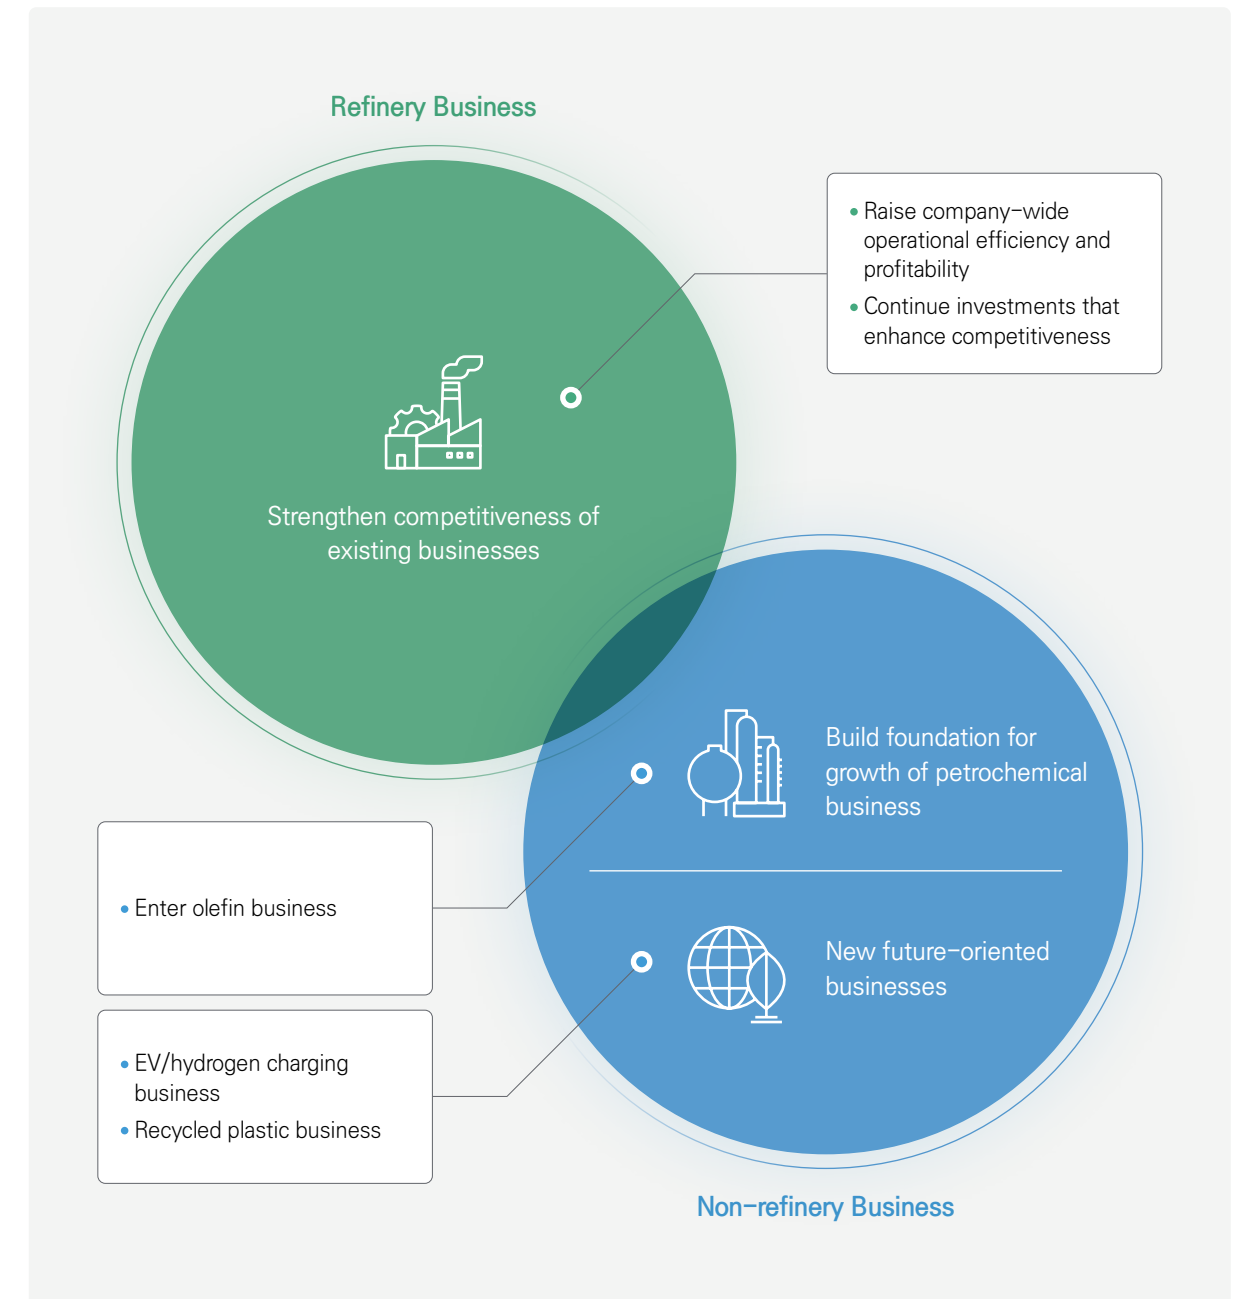 Refinery Business
• Raise company-wide
operational efficiency and
profitability
• Continue investments that
enhance competitiveness
Strengthen competitiveness of
existing businesses
Build foundation for
growth of petrochemical
business
• Enter olefin business
New future-oriented
businesses
• EV/hydrogen charging
business
• Recycled plastic business
Non-refinery Business